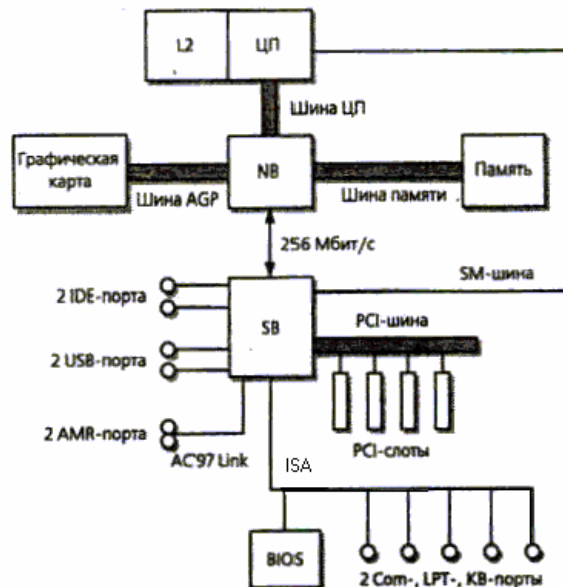 L2
ЦП
Шина ЦП
Графическая
карта
NB
Память
Шина AGP
Шина памяти
256 Мбит/с
SM-шина
2 IDE-порта
SB
PCI-шина
2 USB-порта
2 AMR-порта
AC'97 Link
PCI-слоты
ISA
BIOS
2 Com-, LPT-, KB-порты